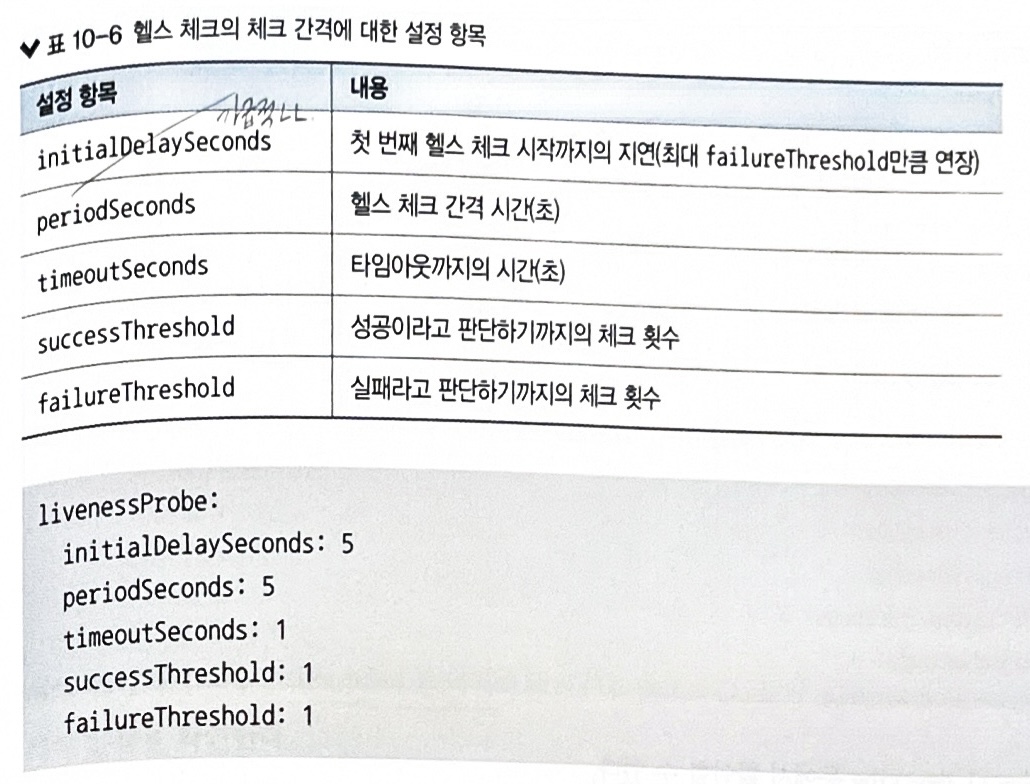 ✔ 표 10-6 헬스 체크의 체크 간격에 대한 설정 항목
설정 항목 내용
initialDelaySeconds 첫 번째 헬스 체크 시작까지의 지연(최대 failureThreshold만큼 연장)
periodSeconds 헬스 체크 간격 시간(초)
timeoutSeconds 타임아웃까지의 시간(초)
successThreshold 성공이라고 판단하기까지의 체크 횟수
failureThreshold 실패라고 판단하기까지의 체크 횟수
livenessProbe:
initialDelaySeconds: 5
periodSeconds: 5
timeoutSeconds: 1
successThreshold: 1
failureThreshold: 1